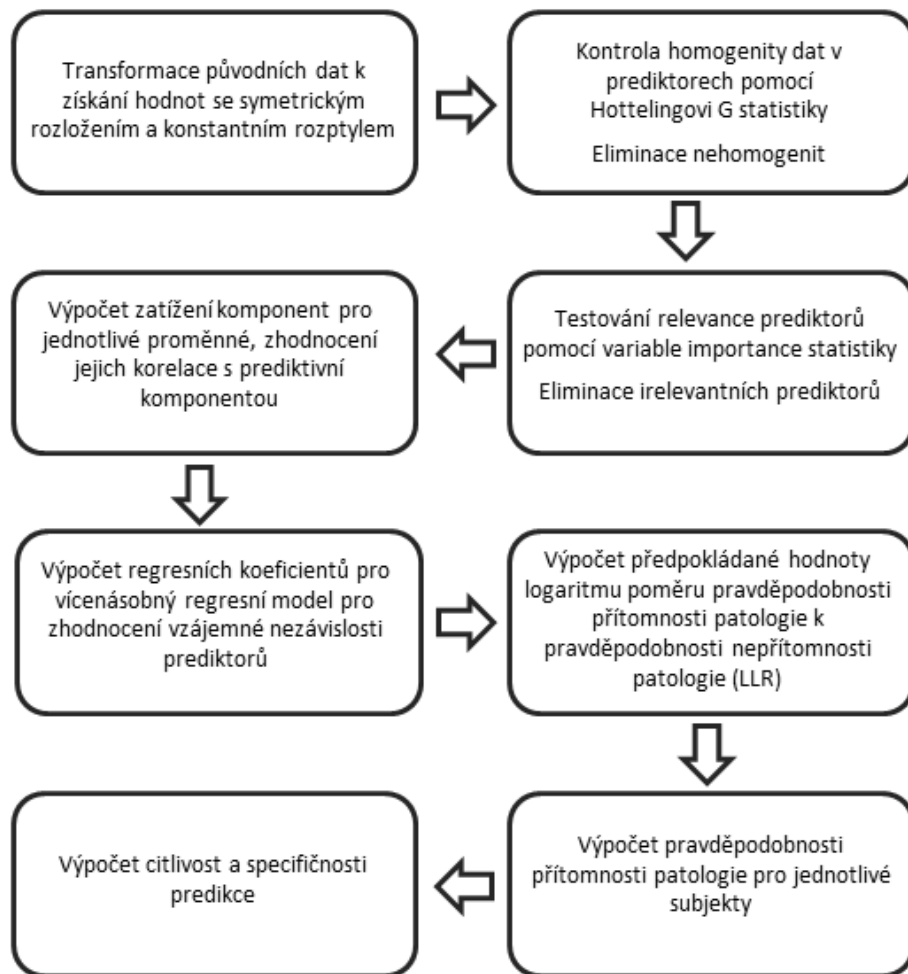 Transformace původních dat k
získání hodnot se symetrickým
rozložením a konstantním rozptylem
Kontrola homogenity dat v
prediktorech pomocí
Hottelingovi G statistiky
Eliminace nehomogenit
Testování relevance prediktorů
pomocí variable importance statistiky
Eliminace irelevantních prediktorů
Výpočet zatížení komponent pro
jednotlivé proměnné, zhodnocení
jejich korelace s prediktivní
komponentou
Výpočet regresních koeficientů pro
vícenásobný regresní model pro
zhodnocení vzájemné nezávislosti
prediktorů
Výpočet předpokládané hodnoty
logaritmu poměru pravděpodobnosti
přítomnosti patologie k
pravděpodobnosti nepřítomnosti
patologie (LLR)
Výpočet pravděpodobnosti
přítomnosti patologie pro jednotlivé
subjekty
Výpočet citlivost a specifičnosti
predikce